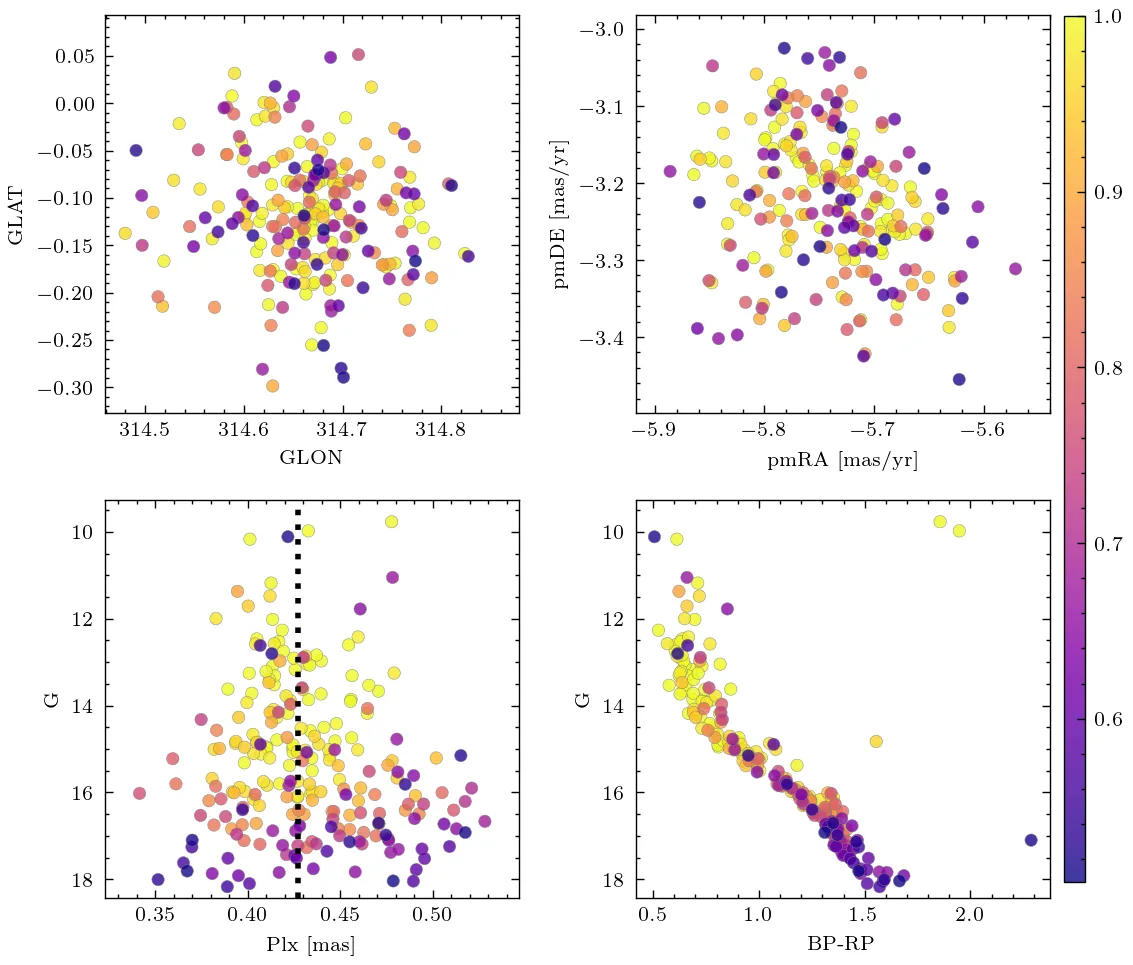 0.05
0.00
−0.05
−0.10
−0.15
−0.20
−0.25
−0.30
GLAT
314.5 314.6 314.7 314.8
GLON
−3.0
−3.1
−3.2
−3.3
−3.4
pmDE [mas/yr]
−5.9 −5.8 −5.7 −5.6
pmRA [mas/yr]
1.0
0.9
0.8
0.7
0.6
10
12
14
16
18
G
0.35 0.40 0.45 0.50
Plx [mas]
10
12
14
16
18
G
0.5 1.0 1.5 2.0
BP-RP